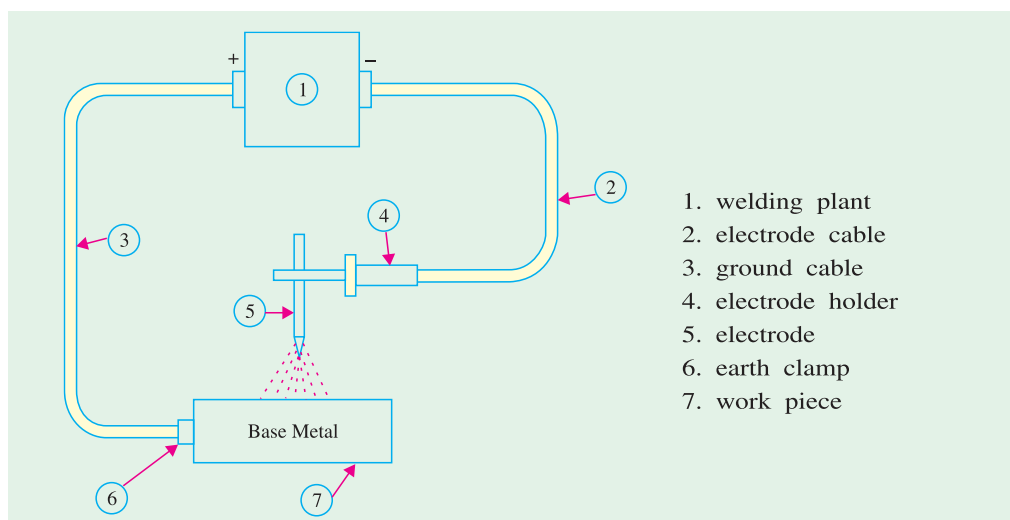 +
–
1
2
3
4
5
Base Metal
6
7
1. welding plant
2. electrode cable
3. ground cable
4. electrode holder
5. electrode
6. earth clamp
7. work piece